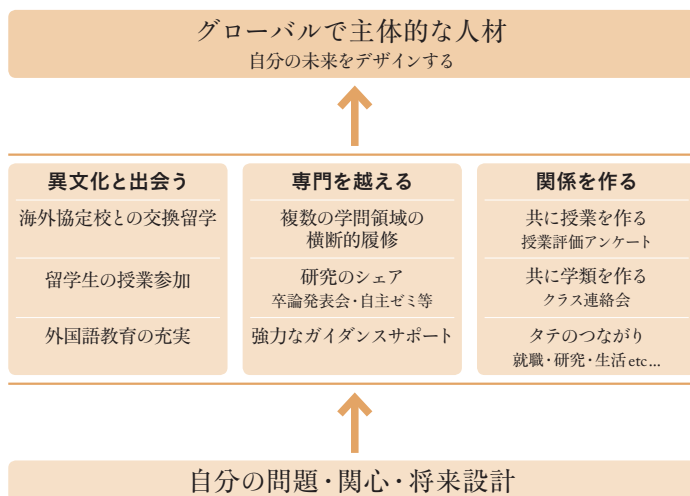 グローバルで主体的な人材
自分の未来をデザインする
異文化と出会う
海外協定校との交換留学
留学生の授業参加
外国語教育の充実
専門を越える
複数の学問領域の
横断的履修
研究のシェア
卒論発表会・自主ゼミ等
強力なガイダンスサポート
関係を作る
共に授業を作る
授業評価アンケート
共に学類を作る
クラス連絡会
タテのつながり
就職・研究・生活etc...
自分の問題・関心・将来設計